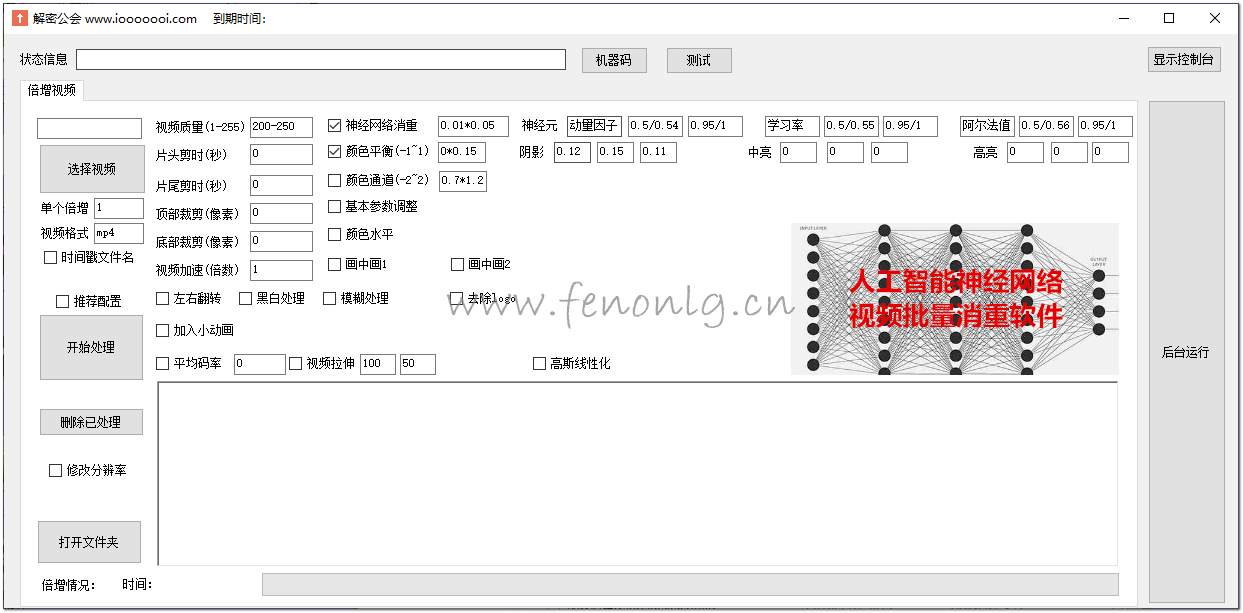 解密公会 www.iooooooi.com 到期时间:
状态信息 机器码 测试 显示控制台
倍增视频
视频质量(1-255) 200-250 神经网络消重 0.01*0.05 神经元 动量因子 0.5/0.54 0.95/1 学习率 0.5/0.55 0.95/1 阿尔法值 0.5/0.56 0.95/1
选择视频 片头剪时(秒) 0 颜色平衡(-1~1) 0*0.15 阴影 0.12 0.15 0.11 中亮 0 0 0 高亮 0 0 0
片尾剪时(秒) 0 颜色通道(-2~2) 0.7*1.2
单个倍增 1 顶部裁剪(像素) 0 基本参数调整
视频格式 mp4 底部裁剪(像素) 0 颜色水平
时间戳文件名 视频加速(倍数) 1 画中画1 画中画2
INPUT LAYER
OUTPUT
LAYER
人工智能神经网络
视频批量消重软件
推荐配置 左右翻转 黑白处理 模糊处理 去除logo
www.fenonlg.cn
开始处理 加入小动画
平均码率 0 视频拉伸 100 50 高斯线性化
后台运行
删除已处理
修改分辨率
打开文件夹
倍增情况: 时间: